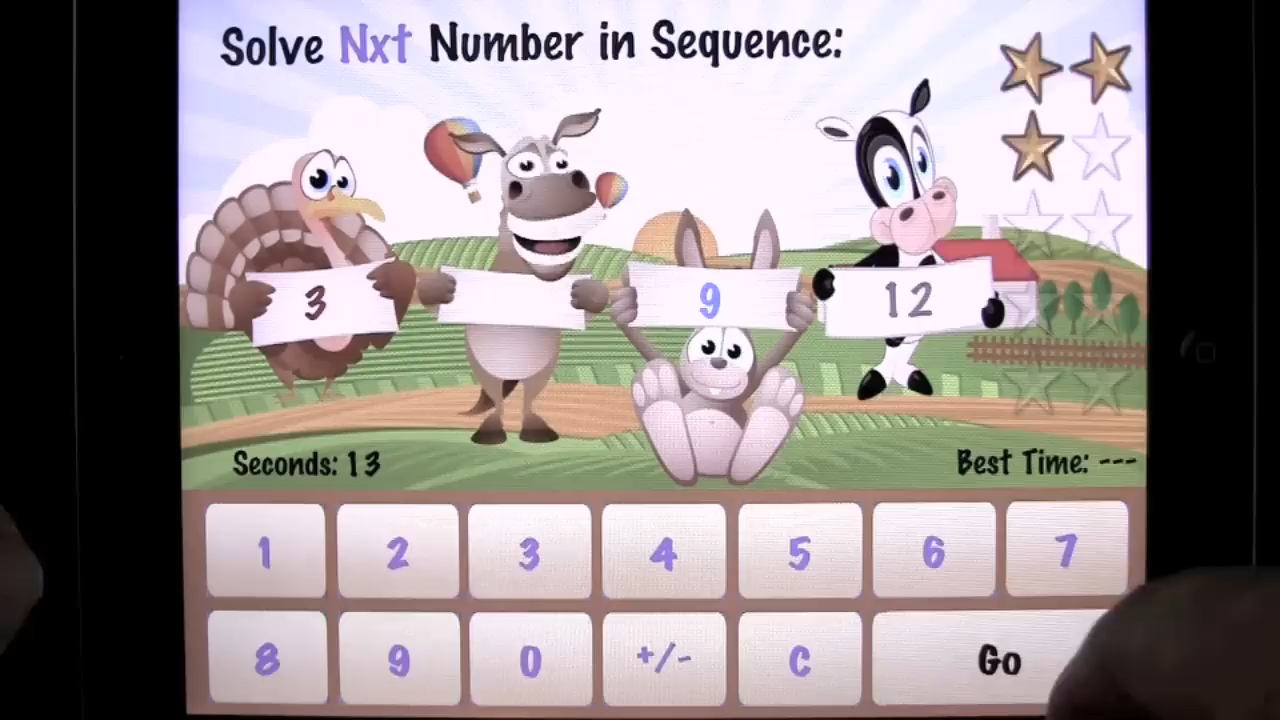 Solve Nxt Number in Sequence:
3
9
12
Seconds: 13
Best Time: ---
1 2 3 4 5 6 7
8 9 0 +/- C Go